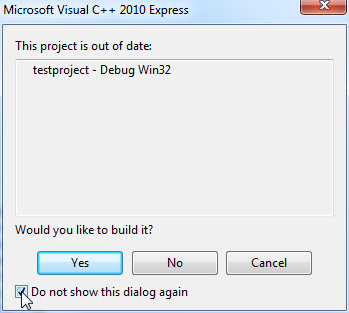 Microsoft Visual C++ 2010 Express
This project is out of date:
testproject - Debug Win32
Would you like to build it?
Yes No Cancel
Do not show this dialog again